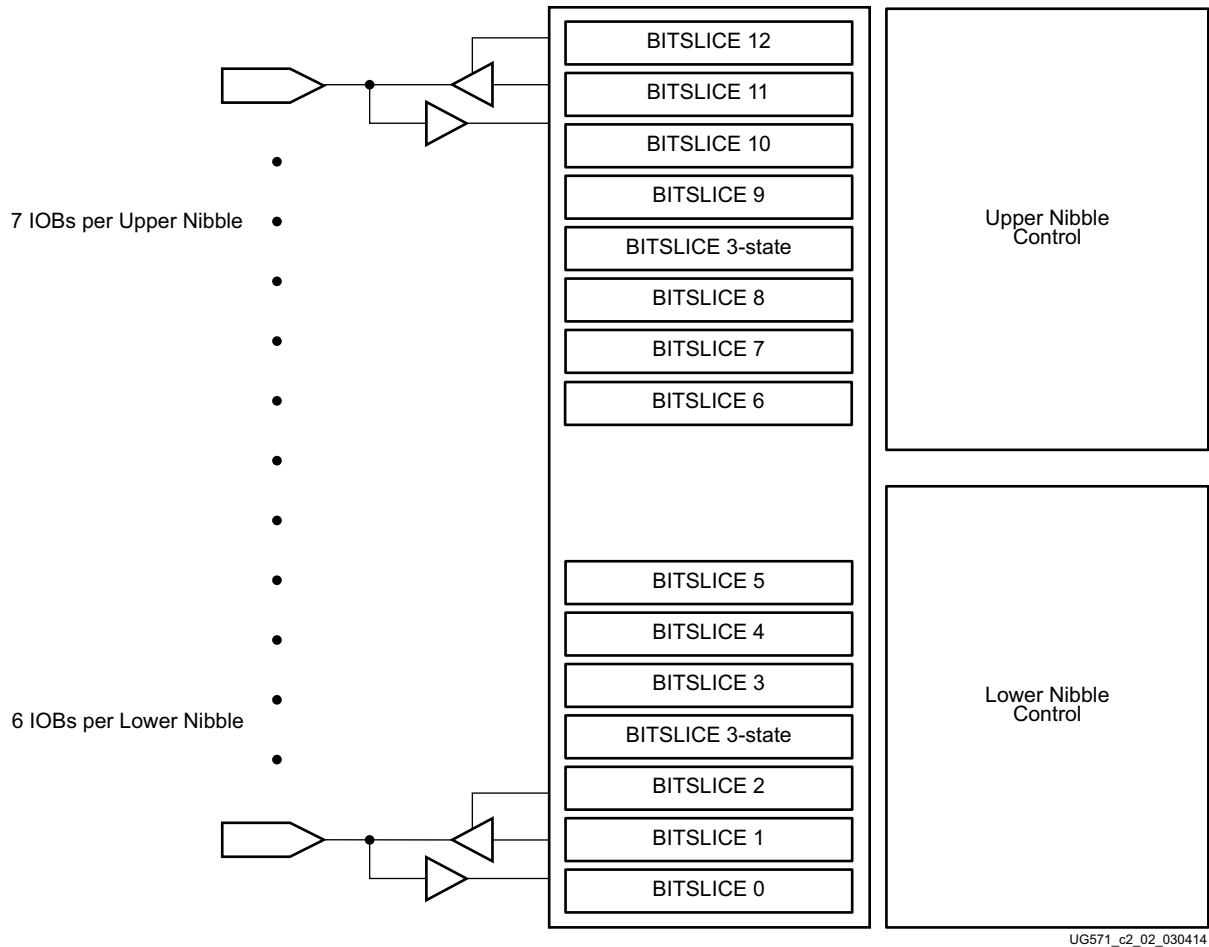 BITSLICE 12
BITSLICE 11
BITSLICE 10
BITSLICE 9
7 IOBs per Upper Nibble
Upper Nibble
Control
BITSLICE 3-state
BITSLICE 8
BITSLICE 7
BITSLICE 6
BITSLICE 5
BITSLICE 4
BITSLICE 3
Lower Nibble
Control
6 IOBs per Lower Nibble
BITSLICE 3-state
BITSLICE 2
BITSLICE 1
BITSLICE 0
UG571_c2_02_030414